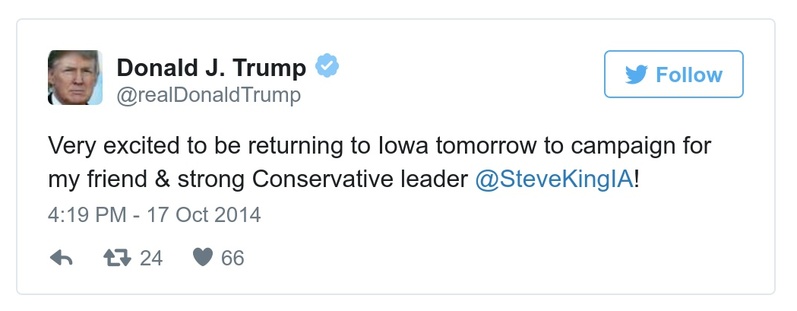 Donald J. Trump
@realDonaldTrump
Follow
Very excited to be returning to Iowa tomorrow to campaign for
my friend & strong Conservative leader @SteveKingIA!
4:19 PM - 17 Oct 2014
24 66